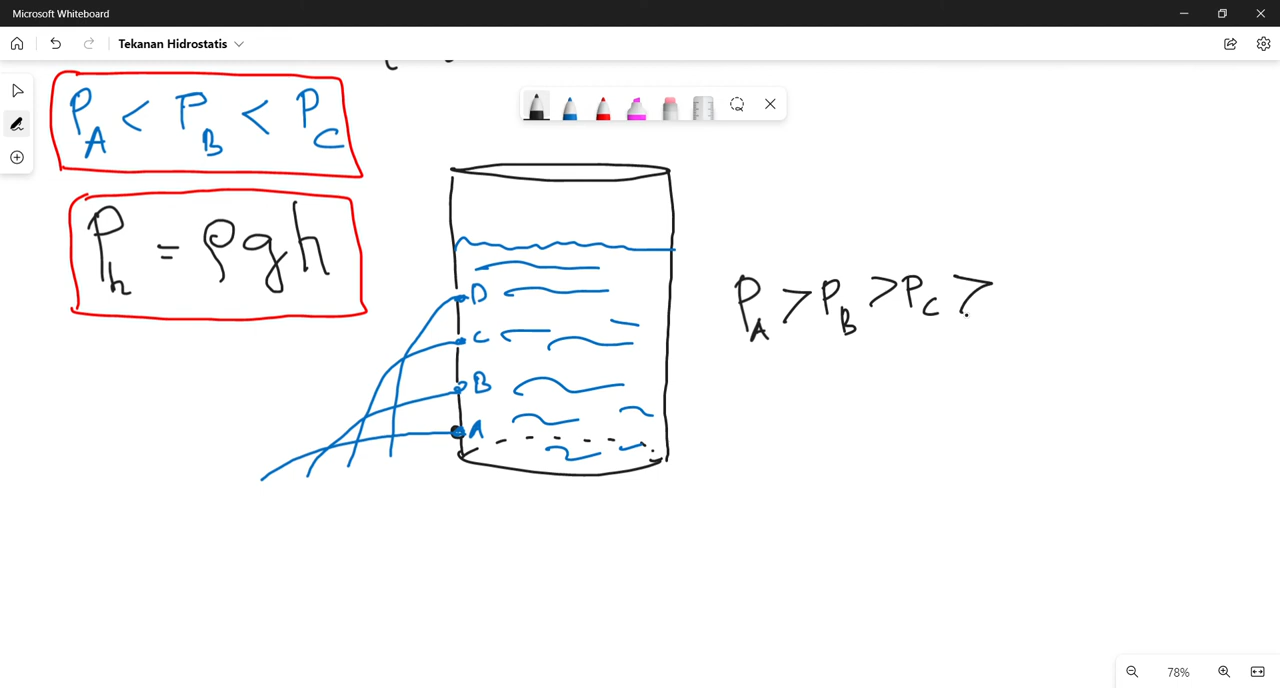 Microsoft Whiteboard
Tekanan Hidrostatis
P_A < P_B < P_C
P_h = ρgh
D
C
B
A
P_A > P_B > P_C >
78%